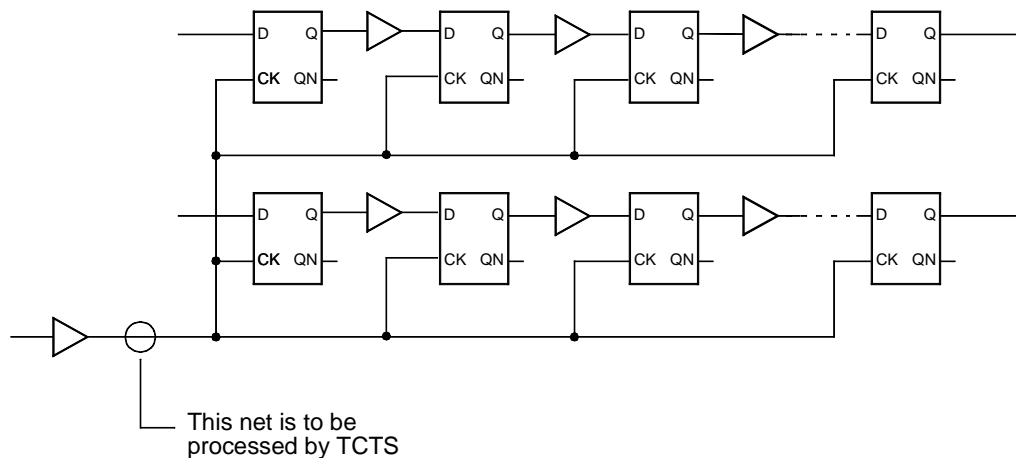 D Q D Q D Q D Q
CK QN CK QN CK QN CK QN
D Q D Q D Q D Q
CK QN CK QN CK QN CK QN
This net is to be
processed by TCTS